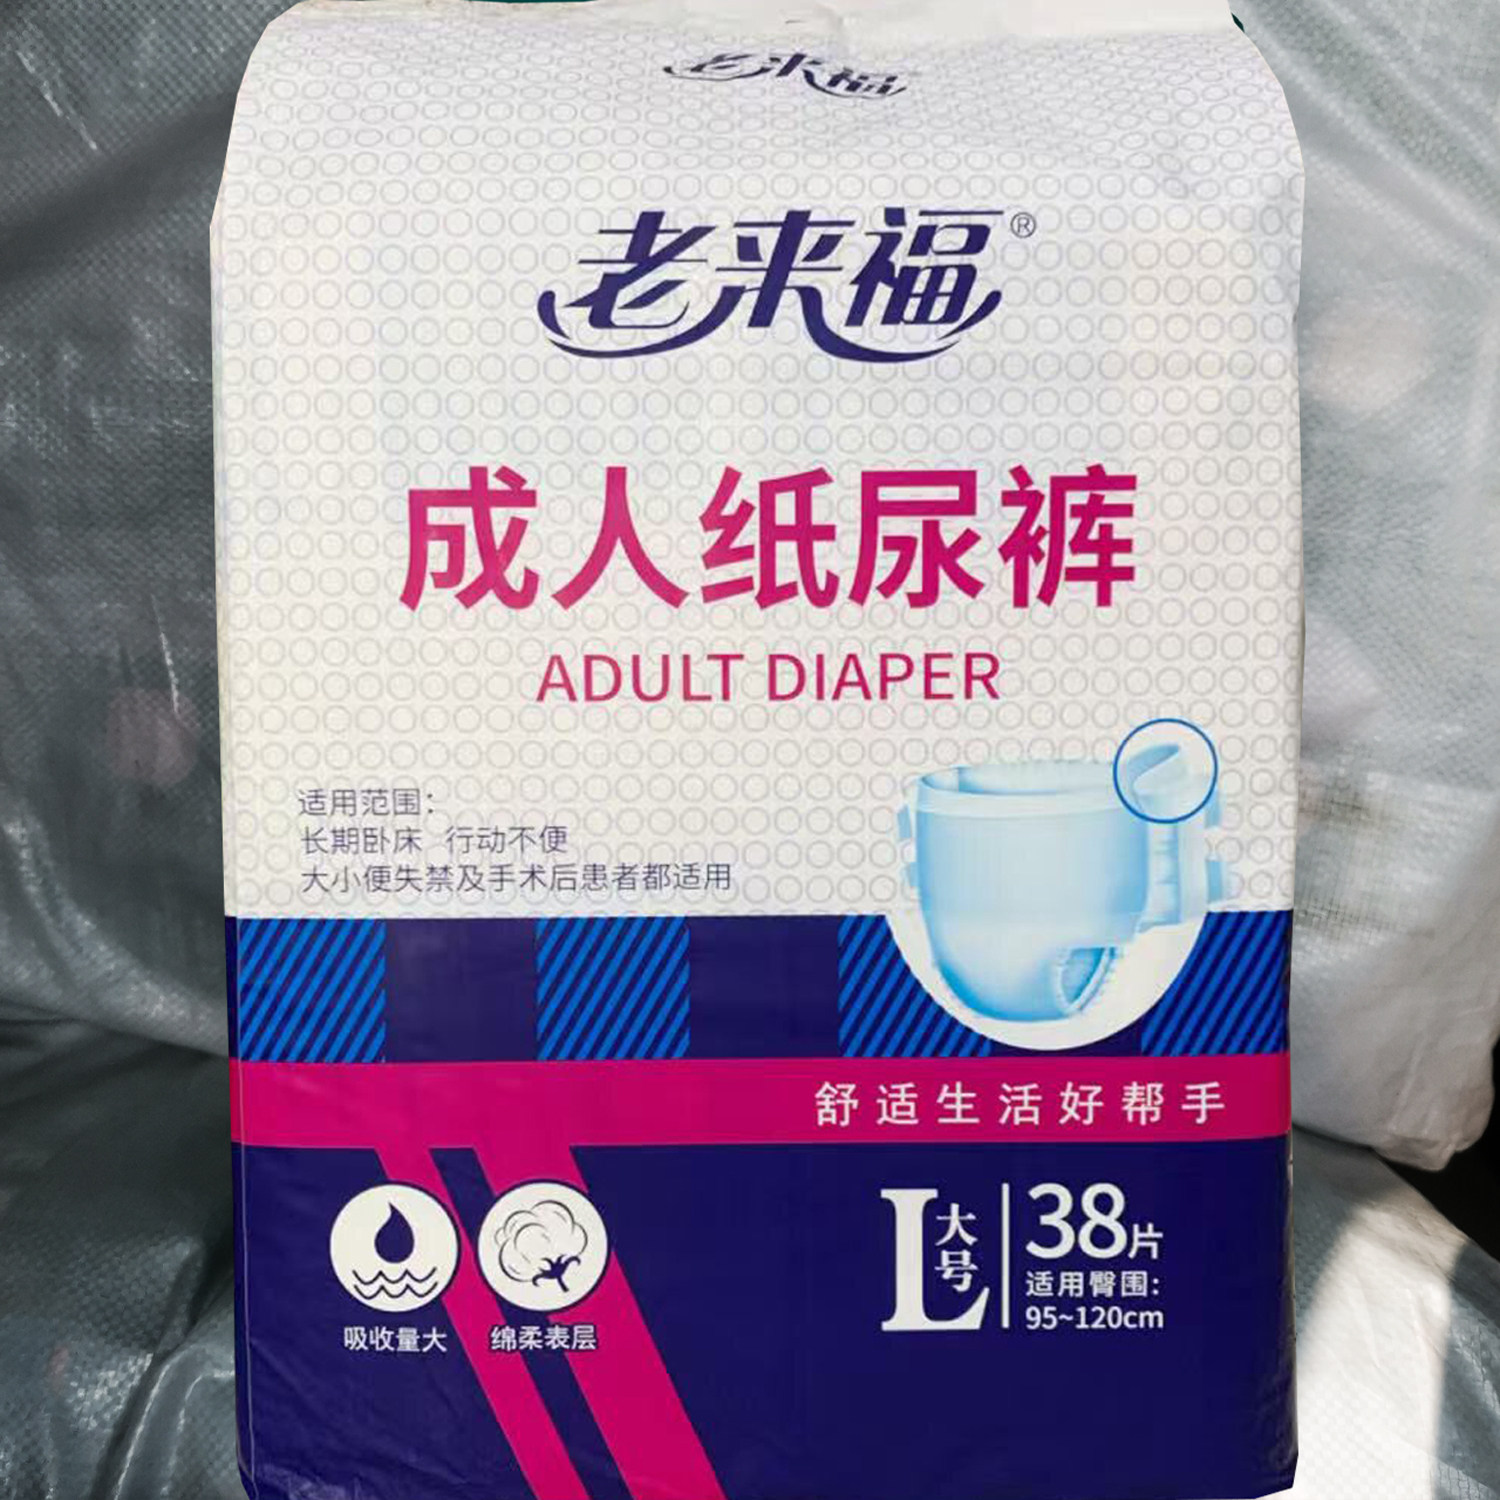 老来福
老来福®
成人纸尿裤
ADULT DIAPER
适用范围：
长期卧床 行动不便
大小便失禁及手术后患者都适用
舒适生活好帮手
L大号
38片
适用臀围：
95~120cm
吸收量大
绵柔表层